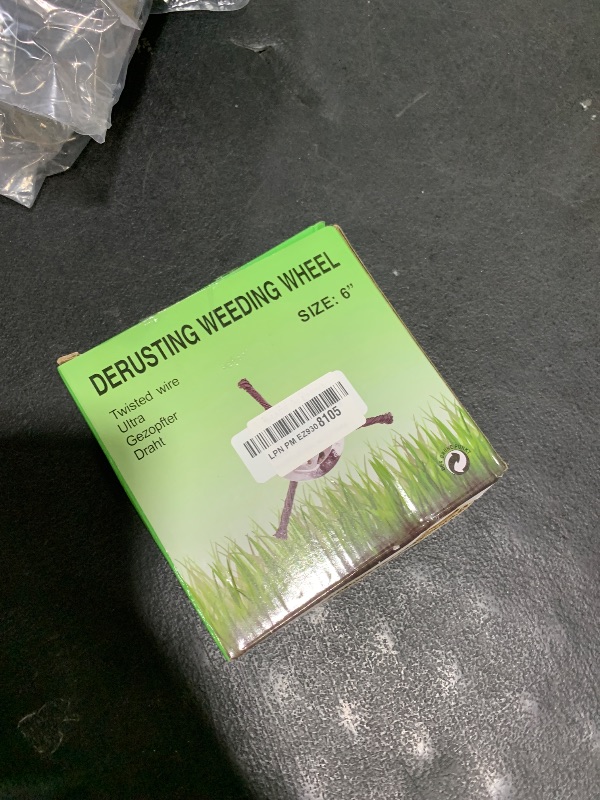 DERUSTING WEEDING WHEEL
SIZE: 6”
Twisted wire
Ultra
Gezopfter
Draht
LPN PM EZ930 8105